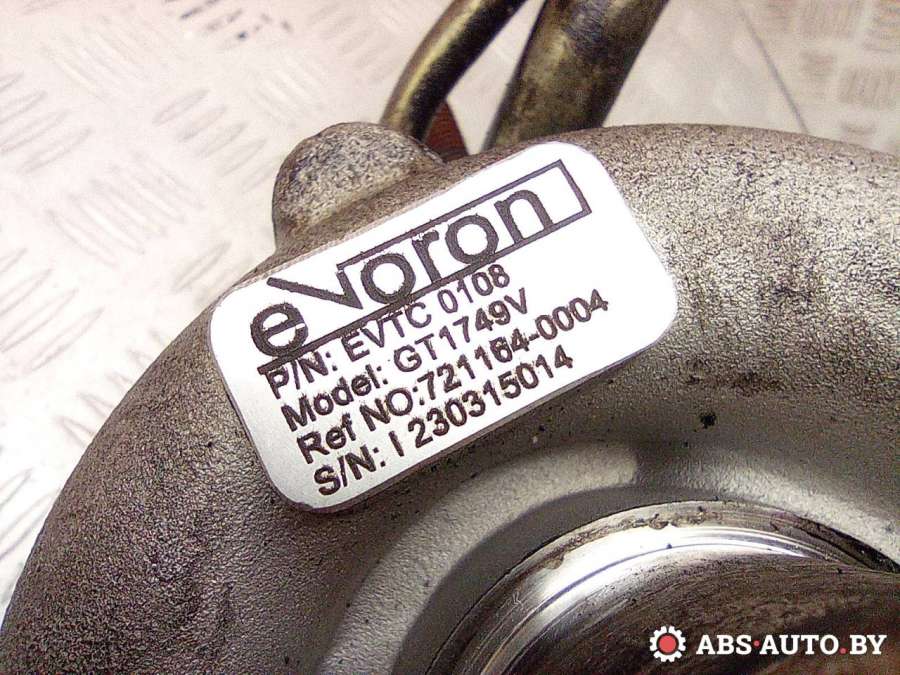 evoron
P/N: EVTC 0108
Model: GT1749V
Ref NO:721164-0004
S/N: I 230315014
ABS-AUTO.BY